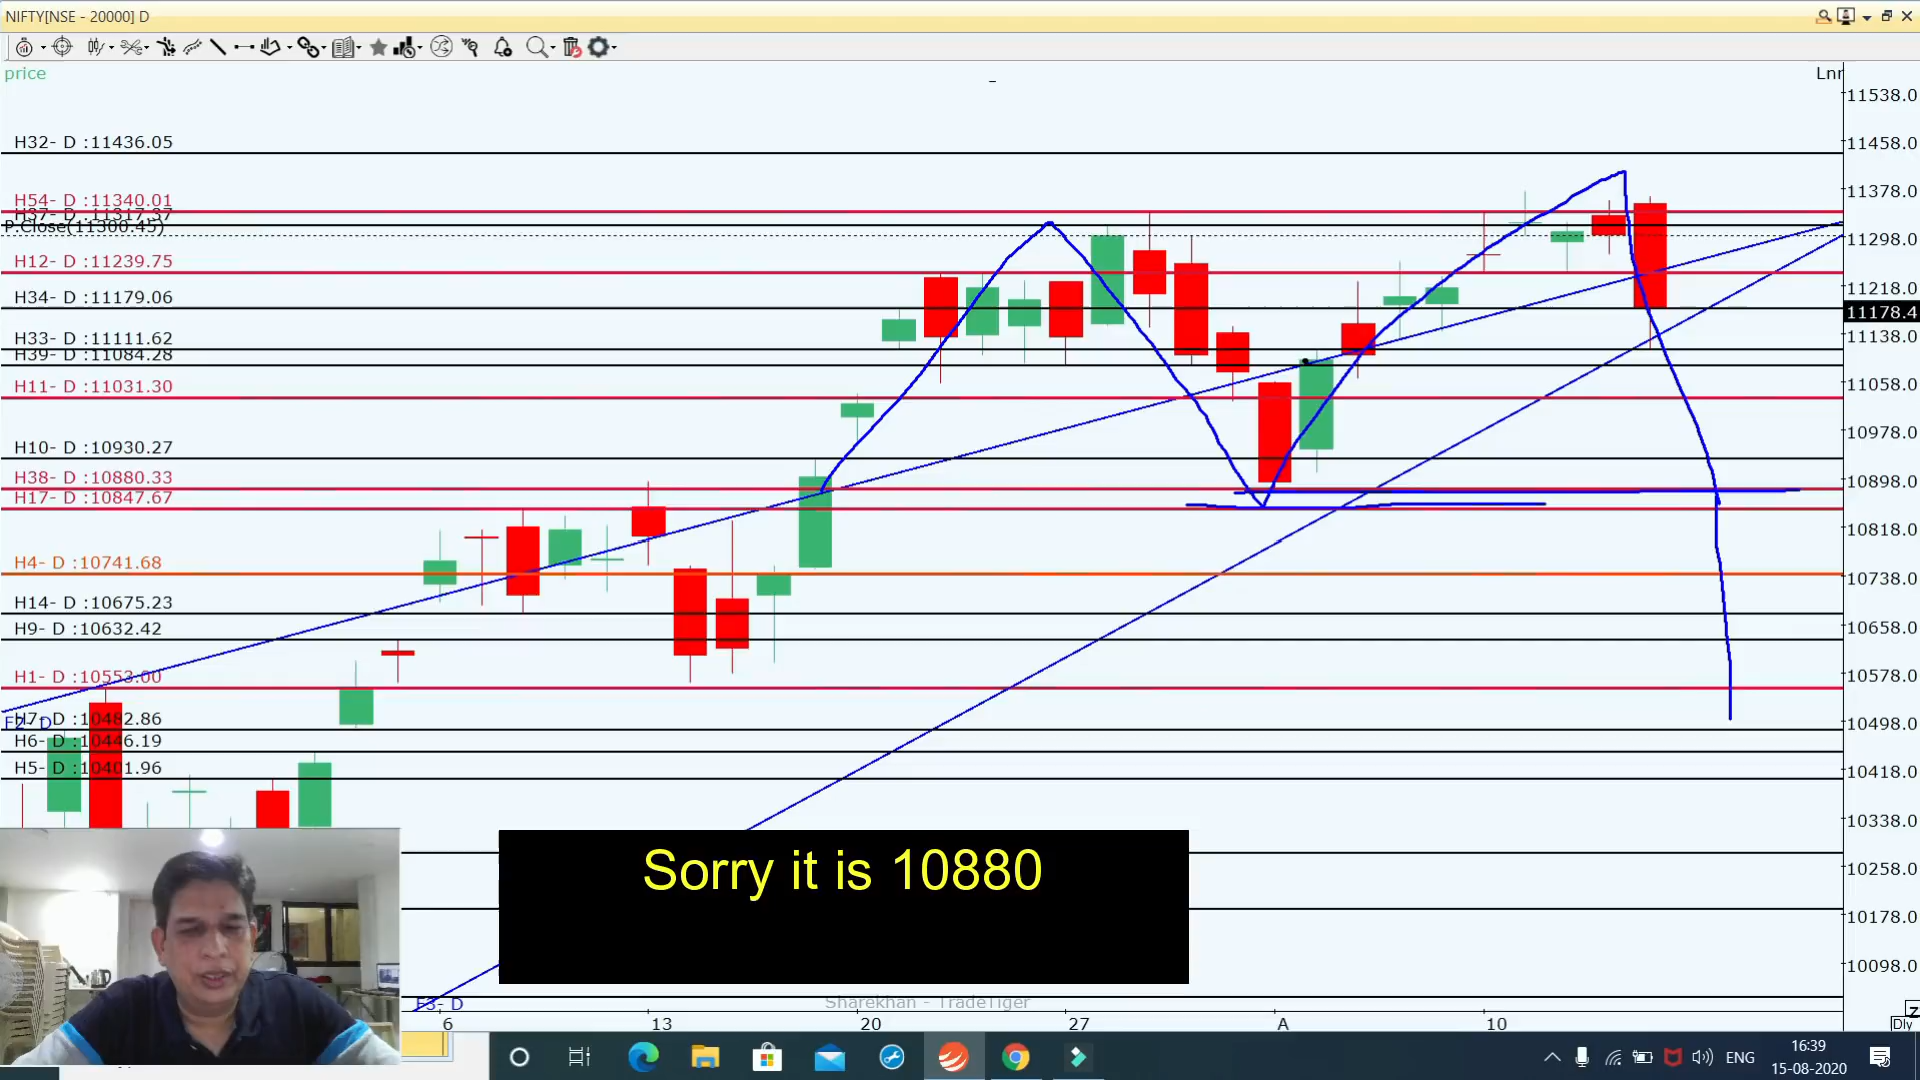 NIFTY[NSE - 20000] D
price
Lnr
11538.0
H32- D :11436.05
11458.0
H54- D :11340.01
11378.0
H37- D :11317.37
P.Close(11300.45)
11298.0
H12- D :11239.75
11218.0
H34- D :11179.06
11178.4
H33- D :11111.62
11138.0
H39- D :11084.28
H11- D :11031.30
11058.0
H10- D :10930.27
10978.0
H38- D :10880.33
10898.0
H17- D :10847.67
10818.0
H4- D :10741.68
10738.0
H14- D :10675.23
H9- D :10632.42
10658.0
H1- D :10553.00
10578.0
F2- D
H7- D :10482.86
10498.0
H6- D :10446.19
H5- D :10401.96
10418.0
10338.0
Sorry it is 10880
10258.0
10178.0
10098.0
F3- D
Sharekhan - TradeTiger
6 13 20 27 A 10
Dly
ENG
16:39
15-08-2020